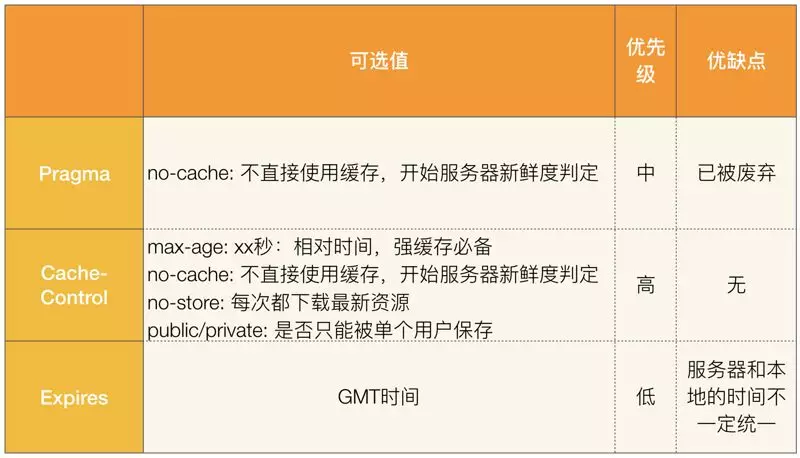 可选值
优先
级
优缺点
Pragma
no-cache: 不直接使用缓存，开始服务器新鲜度判定
中
已被废弃
Cache-
Control
max-age: xx秒：相对时间，强缓存必备
no-cache: 不直接使用缓存，开始服务器新鲜度判定
no-store: 每次都下载最新资源
public/private: 是否只能被单个用户保存
高
无
Expires
GMT时间
低
服务器和本
地的时间不
一定统一